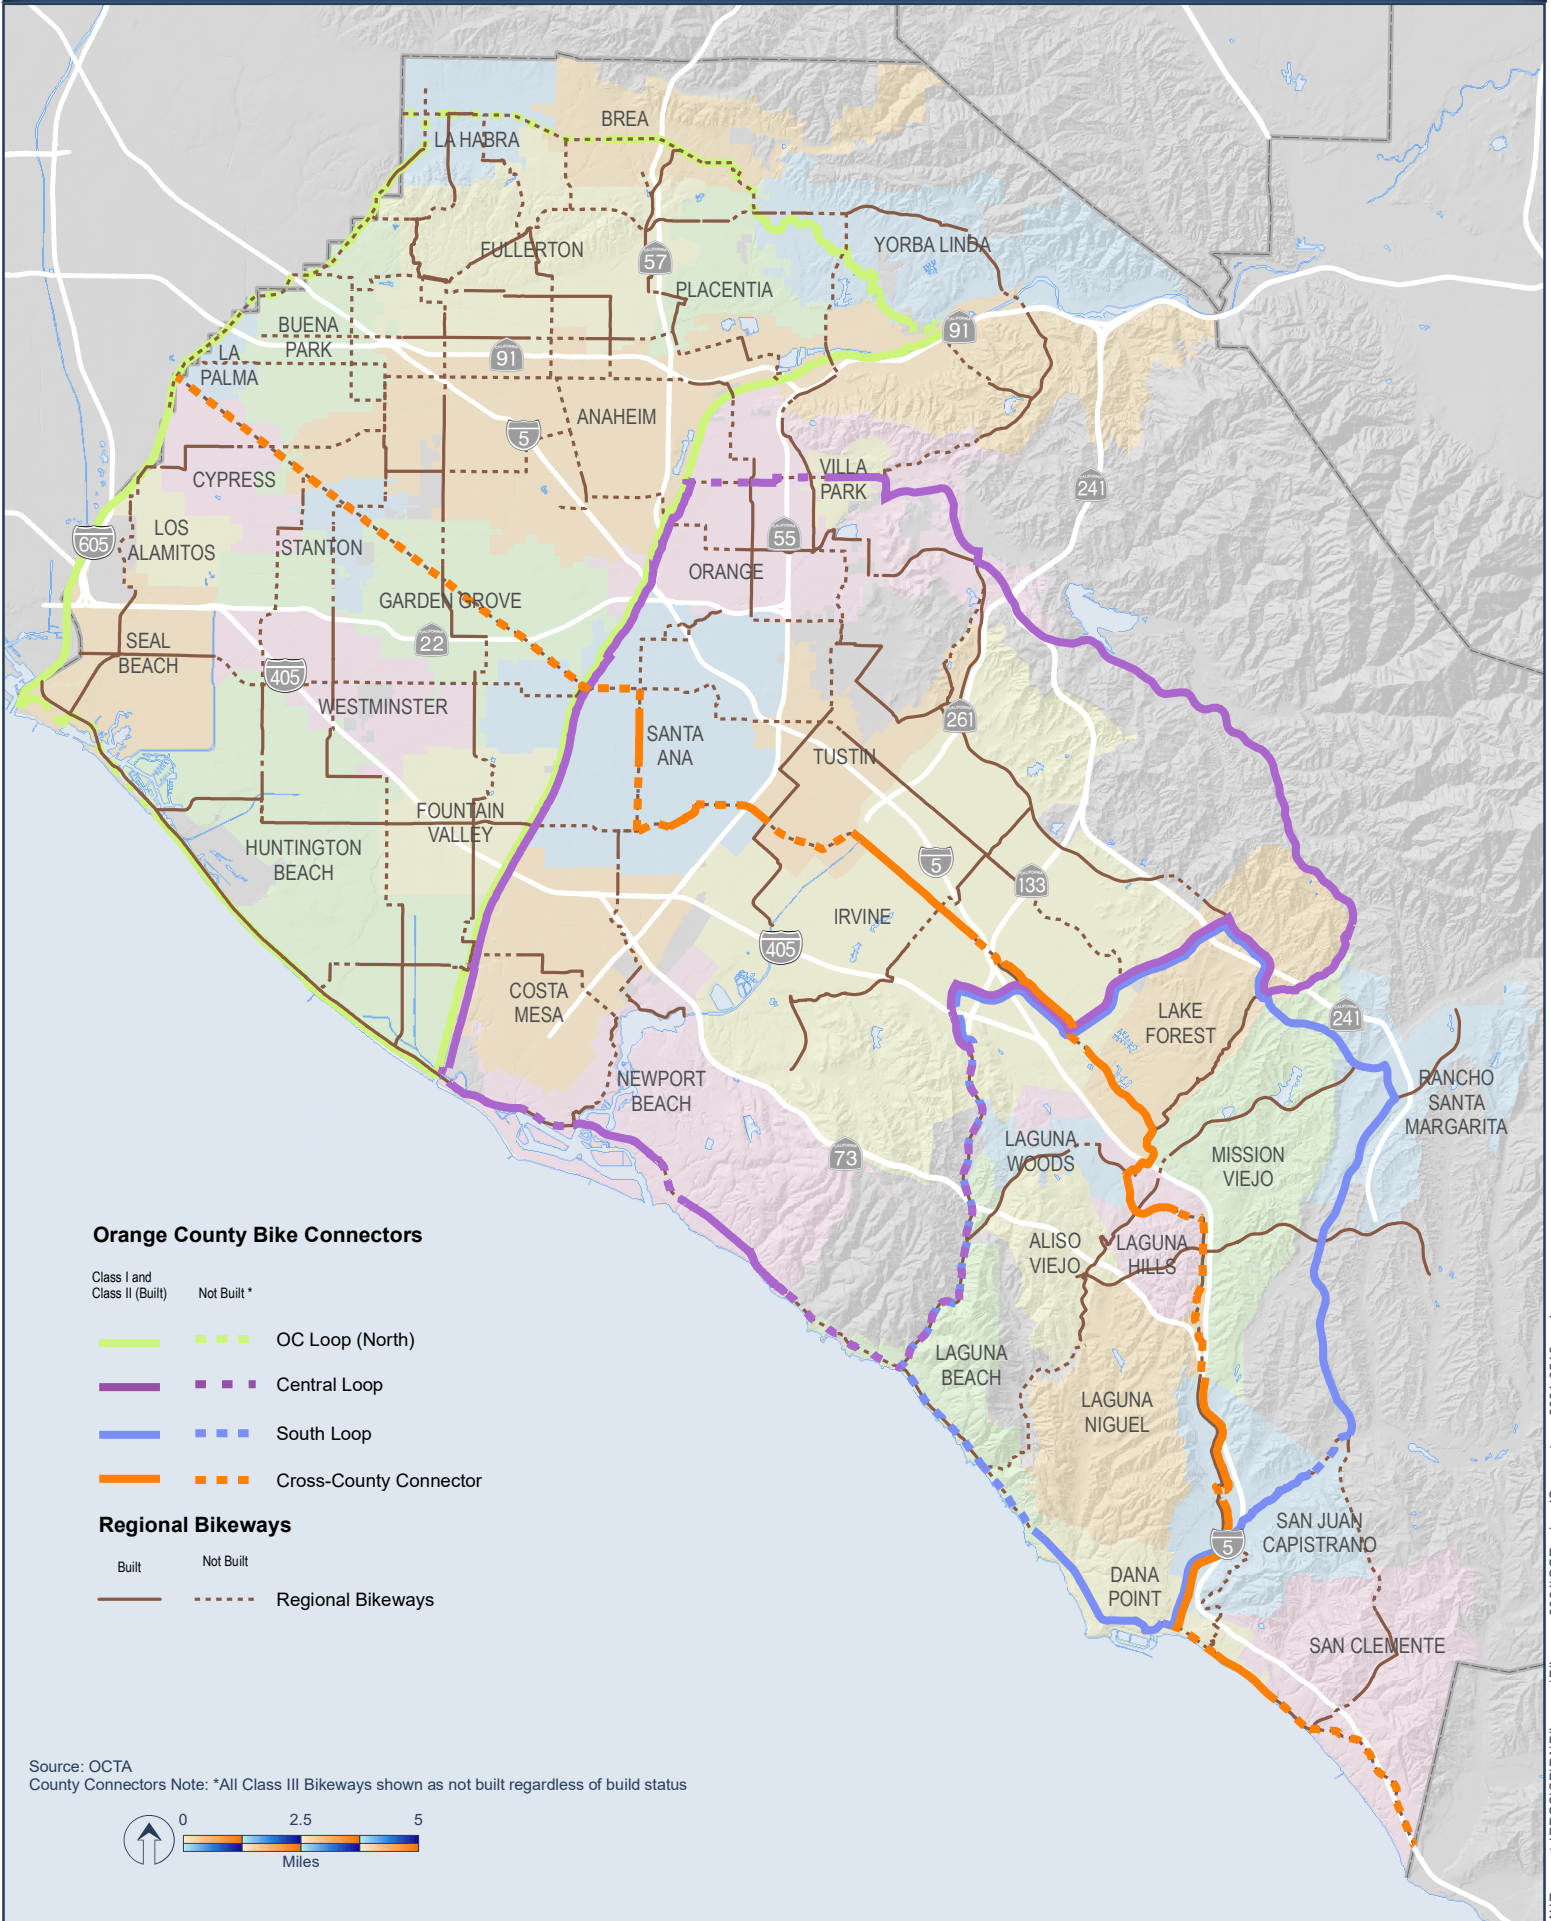 BREA
LA HABRA
YORBA LINDA
FULLERTON
57
PLACENTIA
BUENA
PARK
91
LA
PALMA
91
ANAHEIM
5
CYPRESS
VILLA
PARK
241
LOS
ALAMITOS
605
STANTON
55
ORANGE
GARDEN GROVE
22
SEAL
BEACH
405
WESTMINSTER
261
SANTA
ANA
TUSTIN
FOUNTAIN
VALLEY
HUNTINGTON
BEACH
5
133
IRVINE
405
COSTA
MESA
LAKE
FOREST
241
NEWPORT
BEACH
RANCHO
SANTA
MARGARITA
73
LAGUNA
WOODS
MISSION
VIEJO
ALISO
VIEJO
LAGUNA
HILLS
LAGUNA
BEACH
LAGUNA
NIGUEL
SAN JUAN
CAPISTRANO
5
DANA
POINT
SAN CLEMENTE
Orange County Bike Connectors
Class I and
Class II (Built)
Not Built *
OC Loop (North)
Central Loop
South Loop
Cross-County Connector
Regional Bikeways
Built
Not Built
Regional Bikeways
Source: OCTA
County Connectors Note: *All Class III Bikeways shown as not built regardless of build status
0 2.5 5
Miles